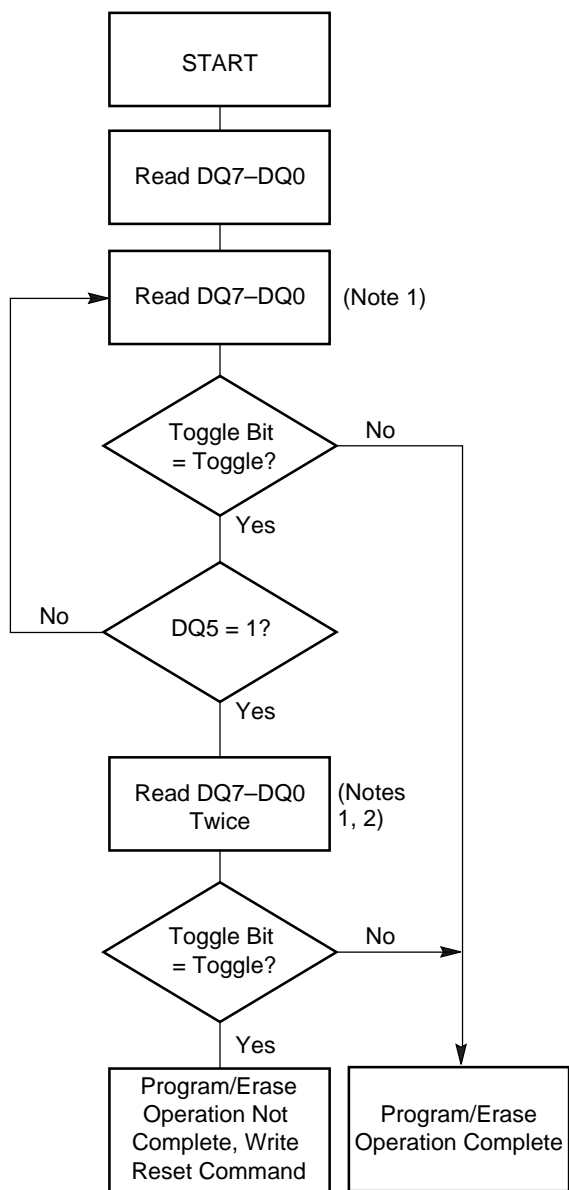 START
Read DQ7–DQ0
Read DQ7–DQ0
(Note 1)
Toggle Bit
= Toggle?
No
Yes
No
DQ5 = 1?
Yes
Read DQ7–DQ0
Twice
(Notes
1, 2)
Toggle Bit
= Toggle?
No
Yes
Program/Erase
Operation Not
Complete, Write
Reset Command
Program/Erase
Operation Complete